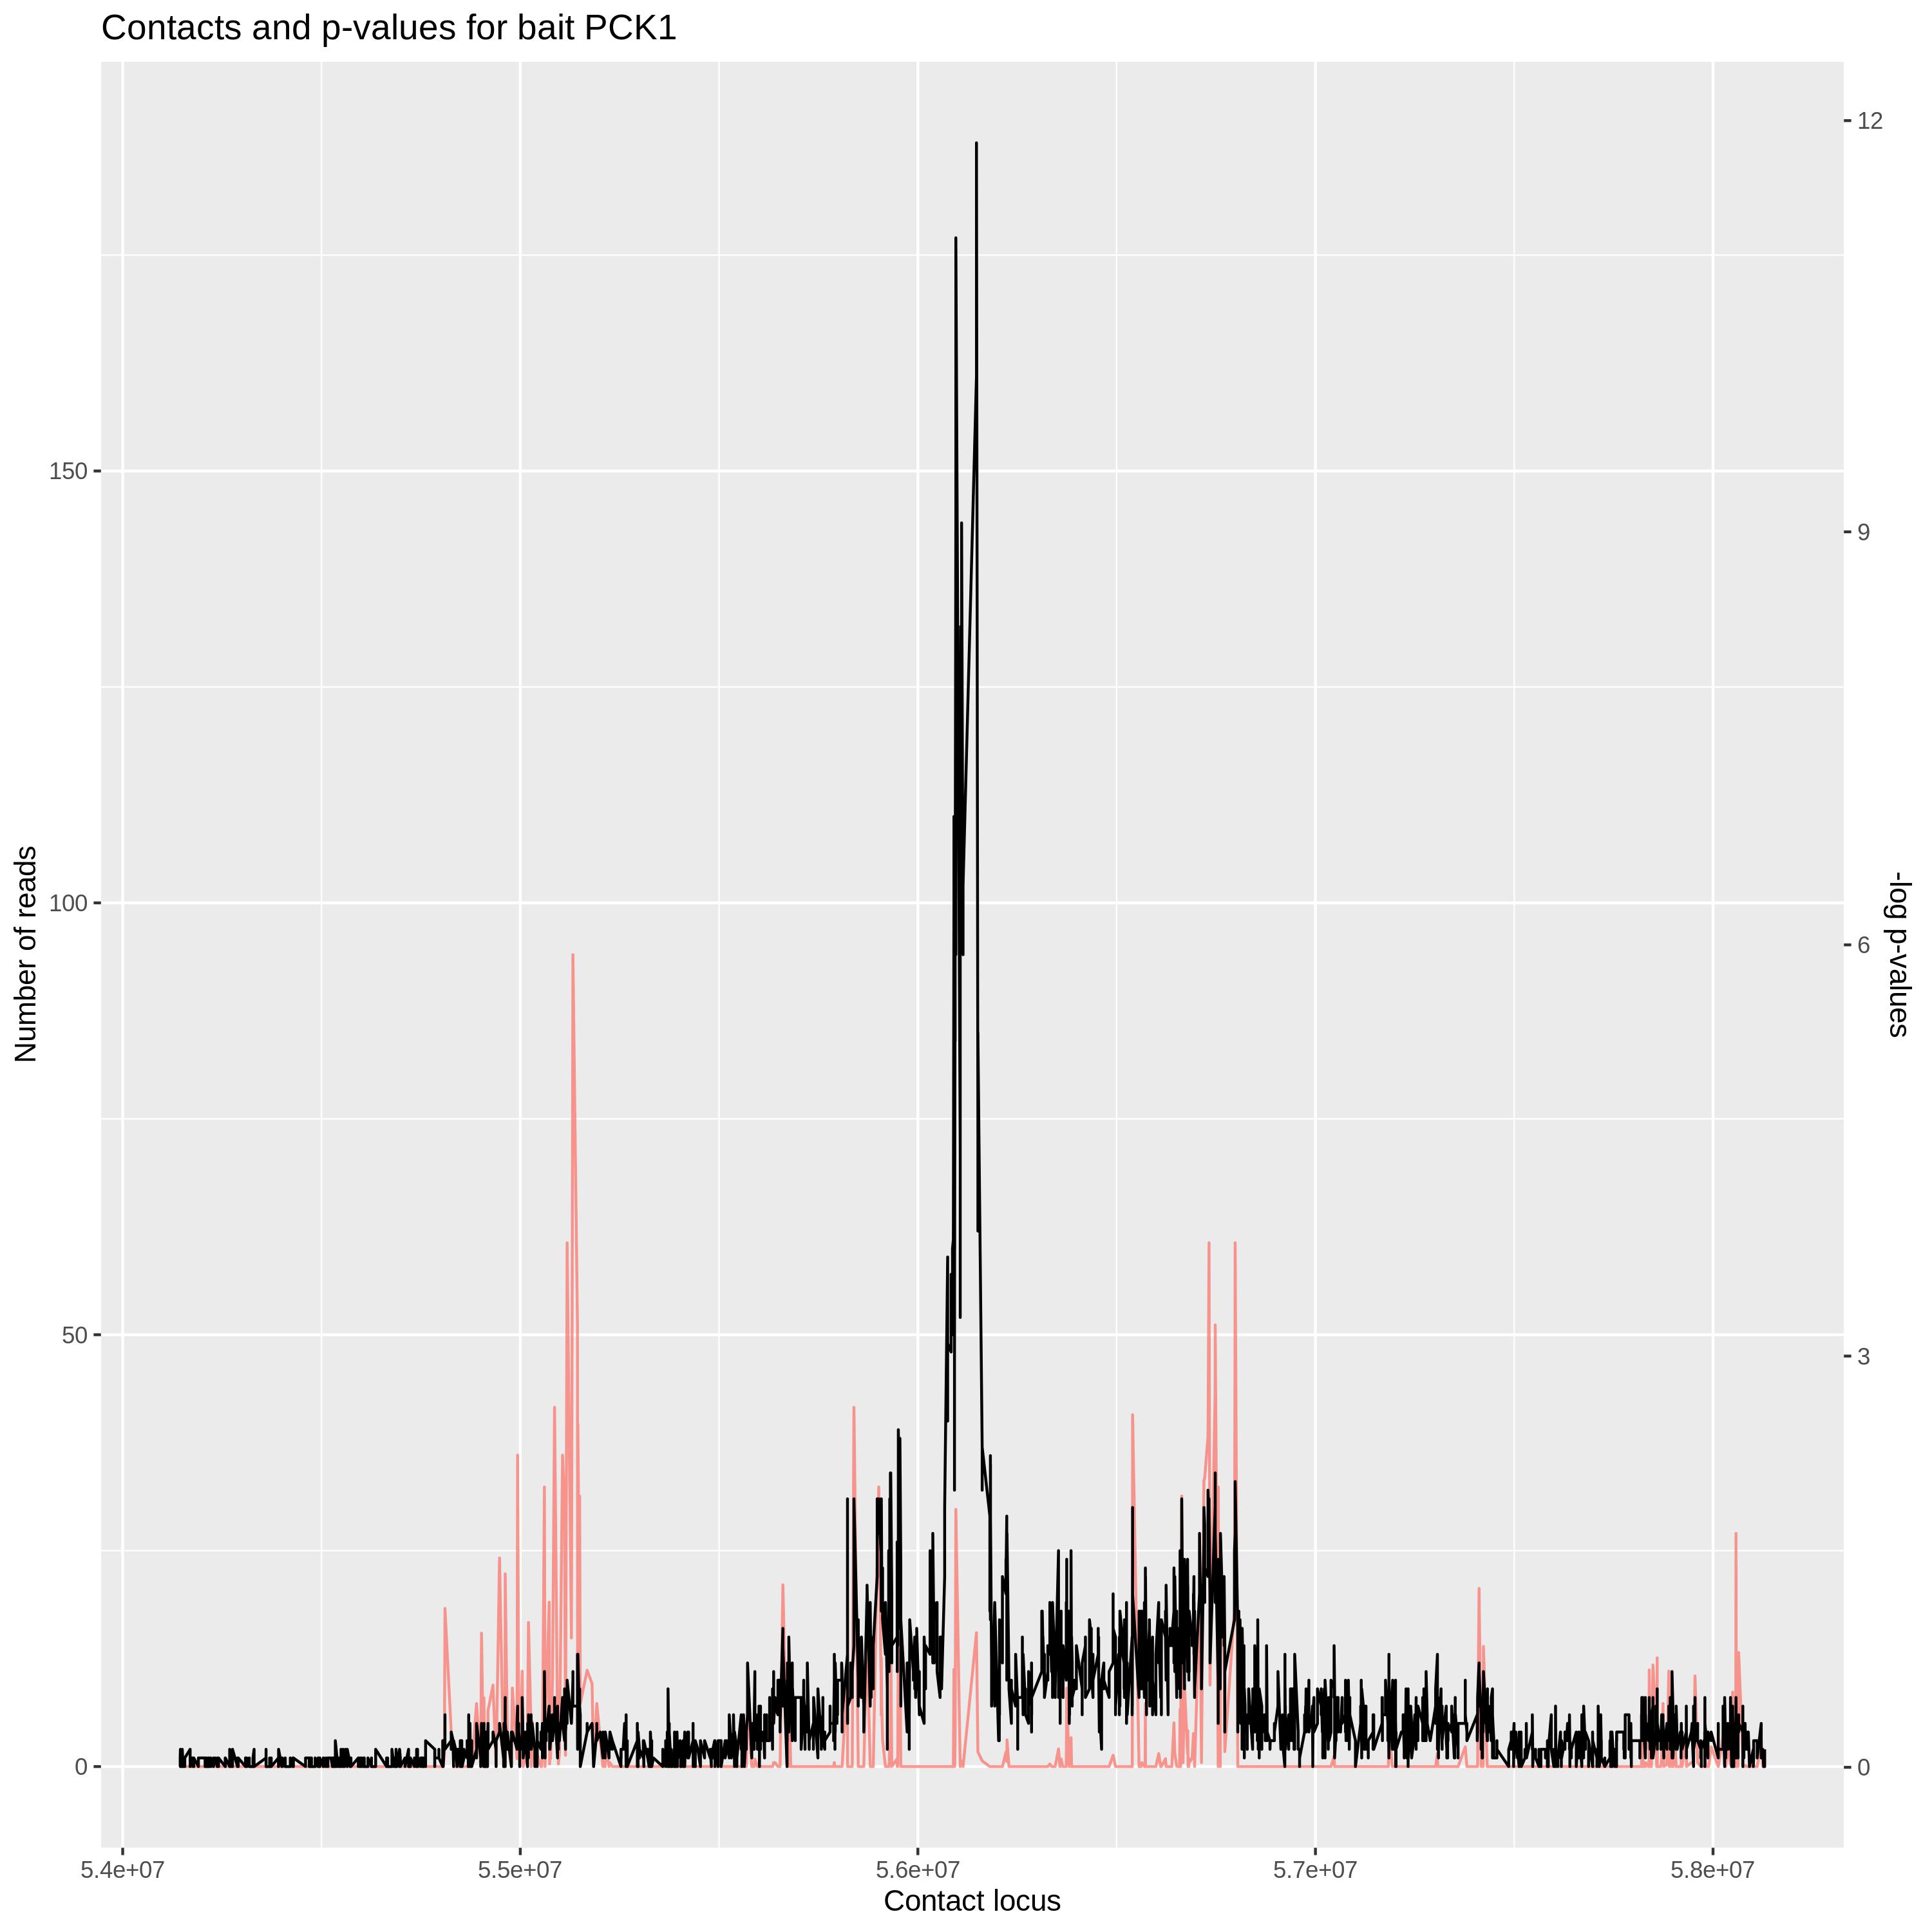 Contacts and p-values for bait PCK1
12
150
9
100
6
Number of reads
-log p-values
50
3
0
0
5.4e+07
5.5e+07
5.6e+07
5.7e+07
5.8e+07
Contact locus